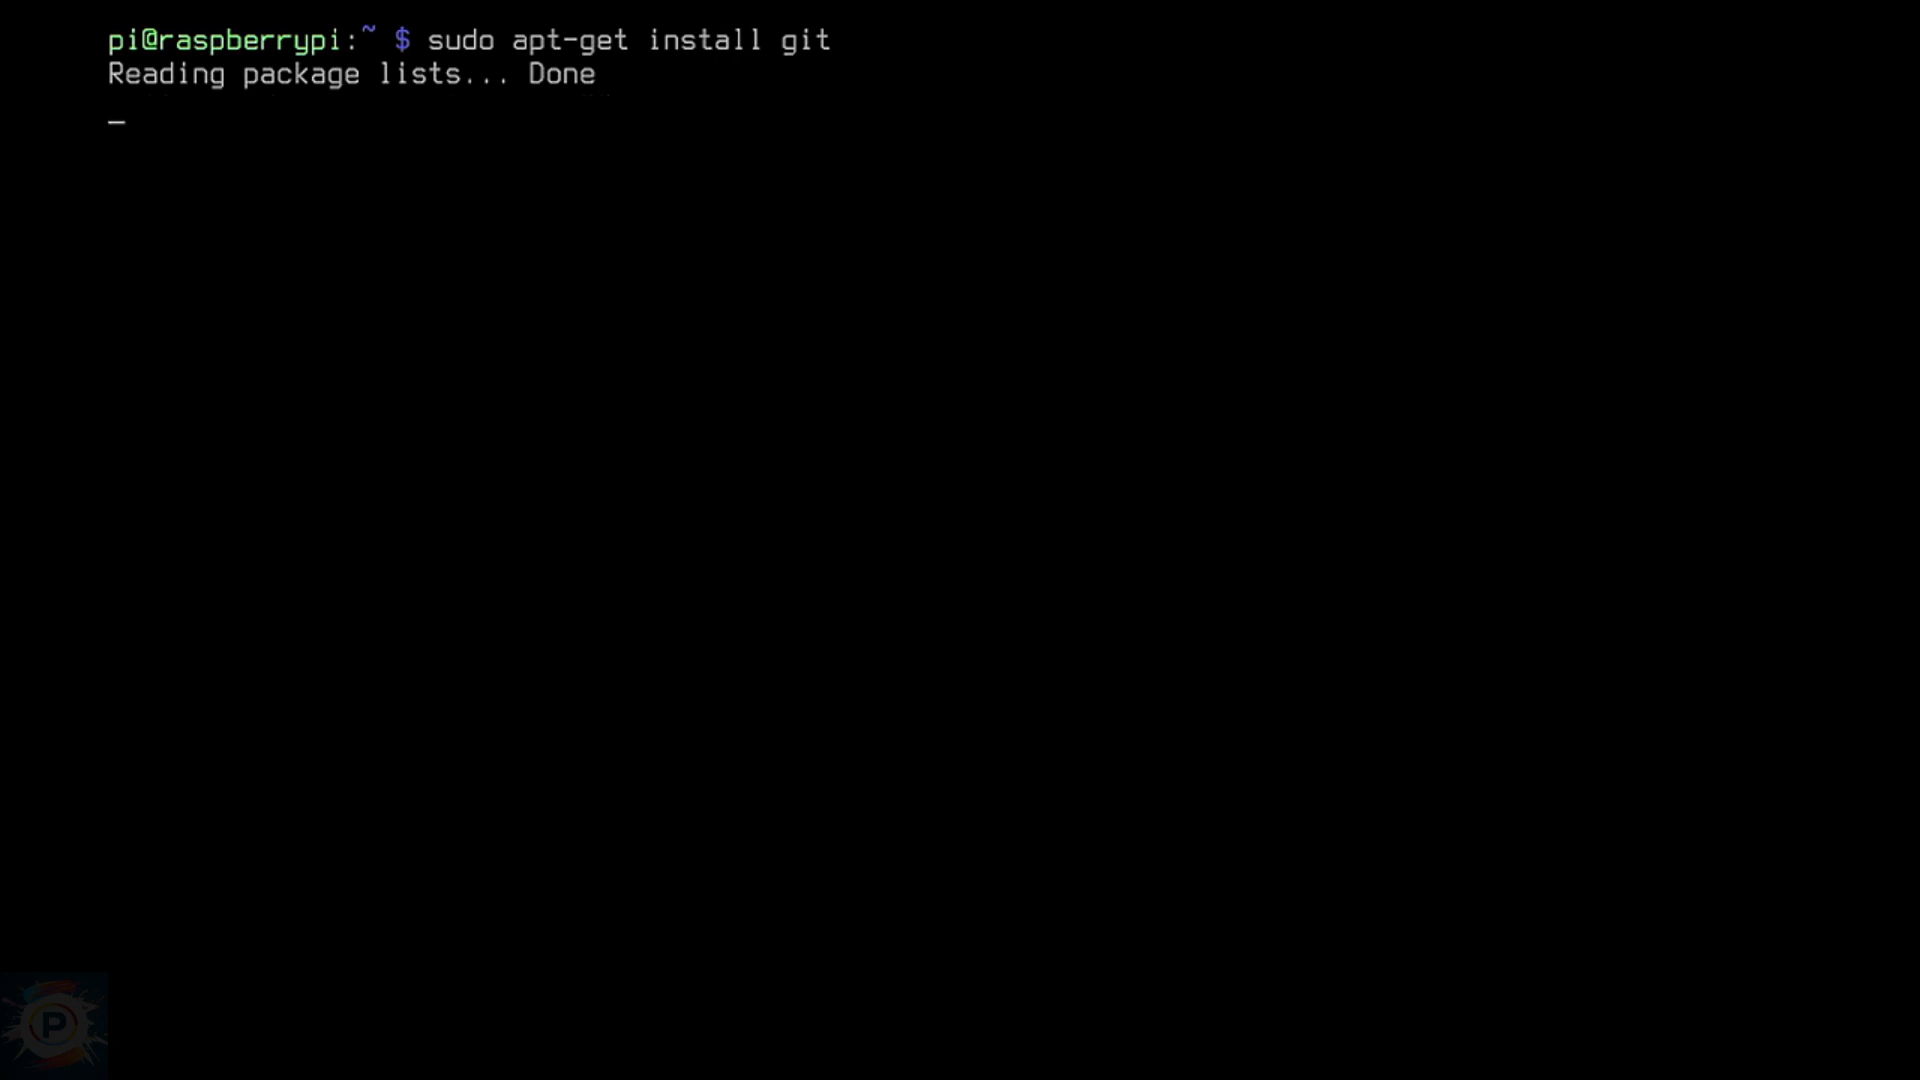 pi@raspberrypi:~ $ sudo apt-get install git
Reading package lists... Done
_
P